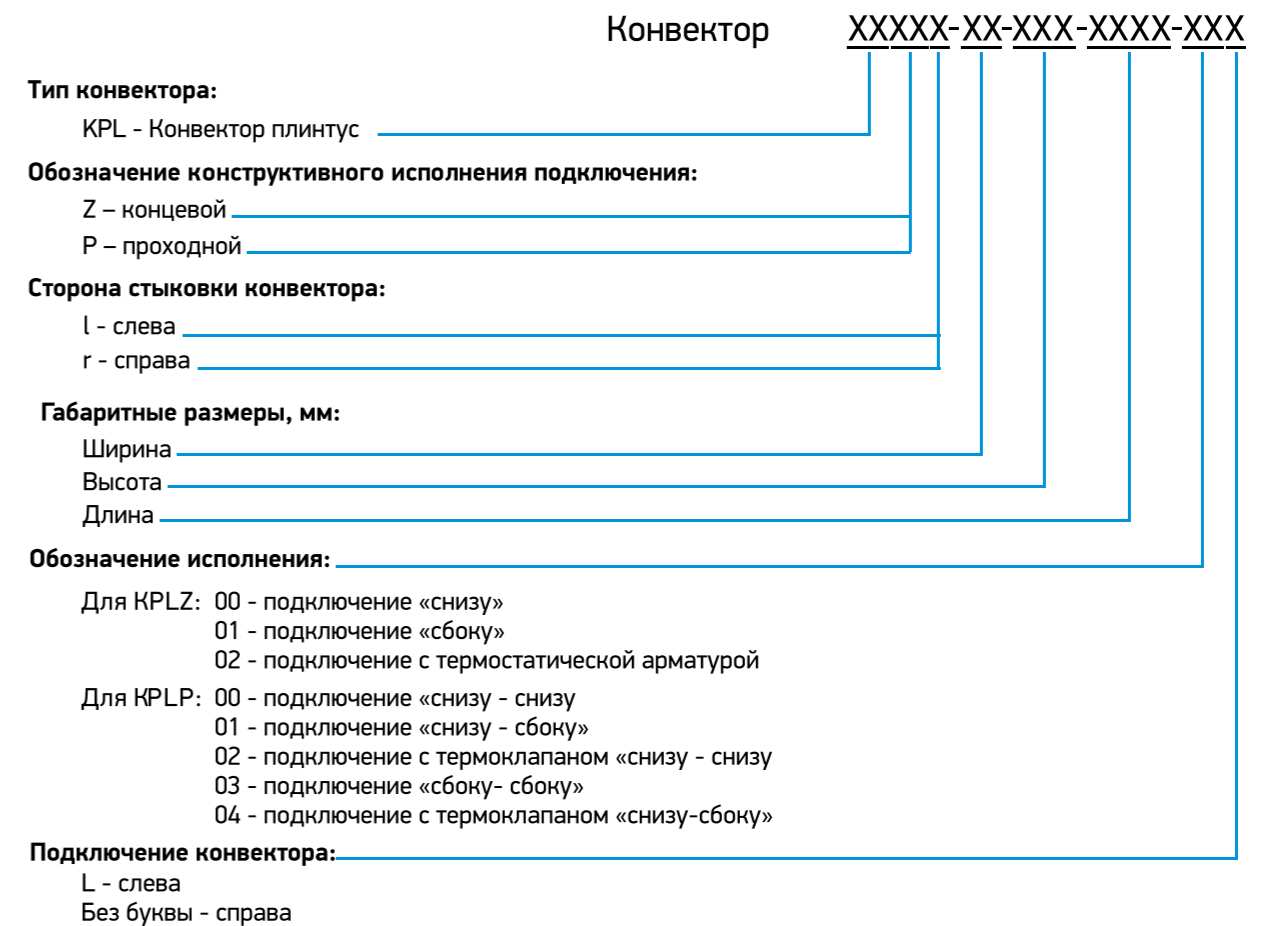 Конвектор XXXXX-XX-XXX-XXXX-XXX
Тип конвектора:
KPL - Конвектор плинтус
Обозначение конструктивного исполнения подключения:
Z – концевой
P – проходной
Сторона стыковки конвектора:
l - слева
r - справа
Габаритные размеры, мм:
Ширина
Высота
Длина
Обозначение исполнения:
Для KPLZ: 00 - подключение «снизу»
01 - подключение «сбоку»
02 - подключение с термостатической арматурой
Для KPLP: 00 - подключение «снизу - снизу
01 - подключение «снизу - сбоку»
02 - подключение с термоклапаном «снизу - снизу
03 - подключение «сбоку- сбоку»
04 - подключение с термоклапаном «снизу-сбоку»
Подключение конвектора:
L - слева
Без буквы - справа